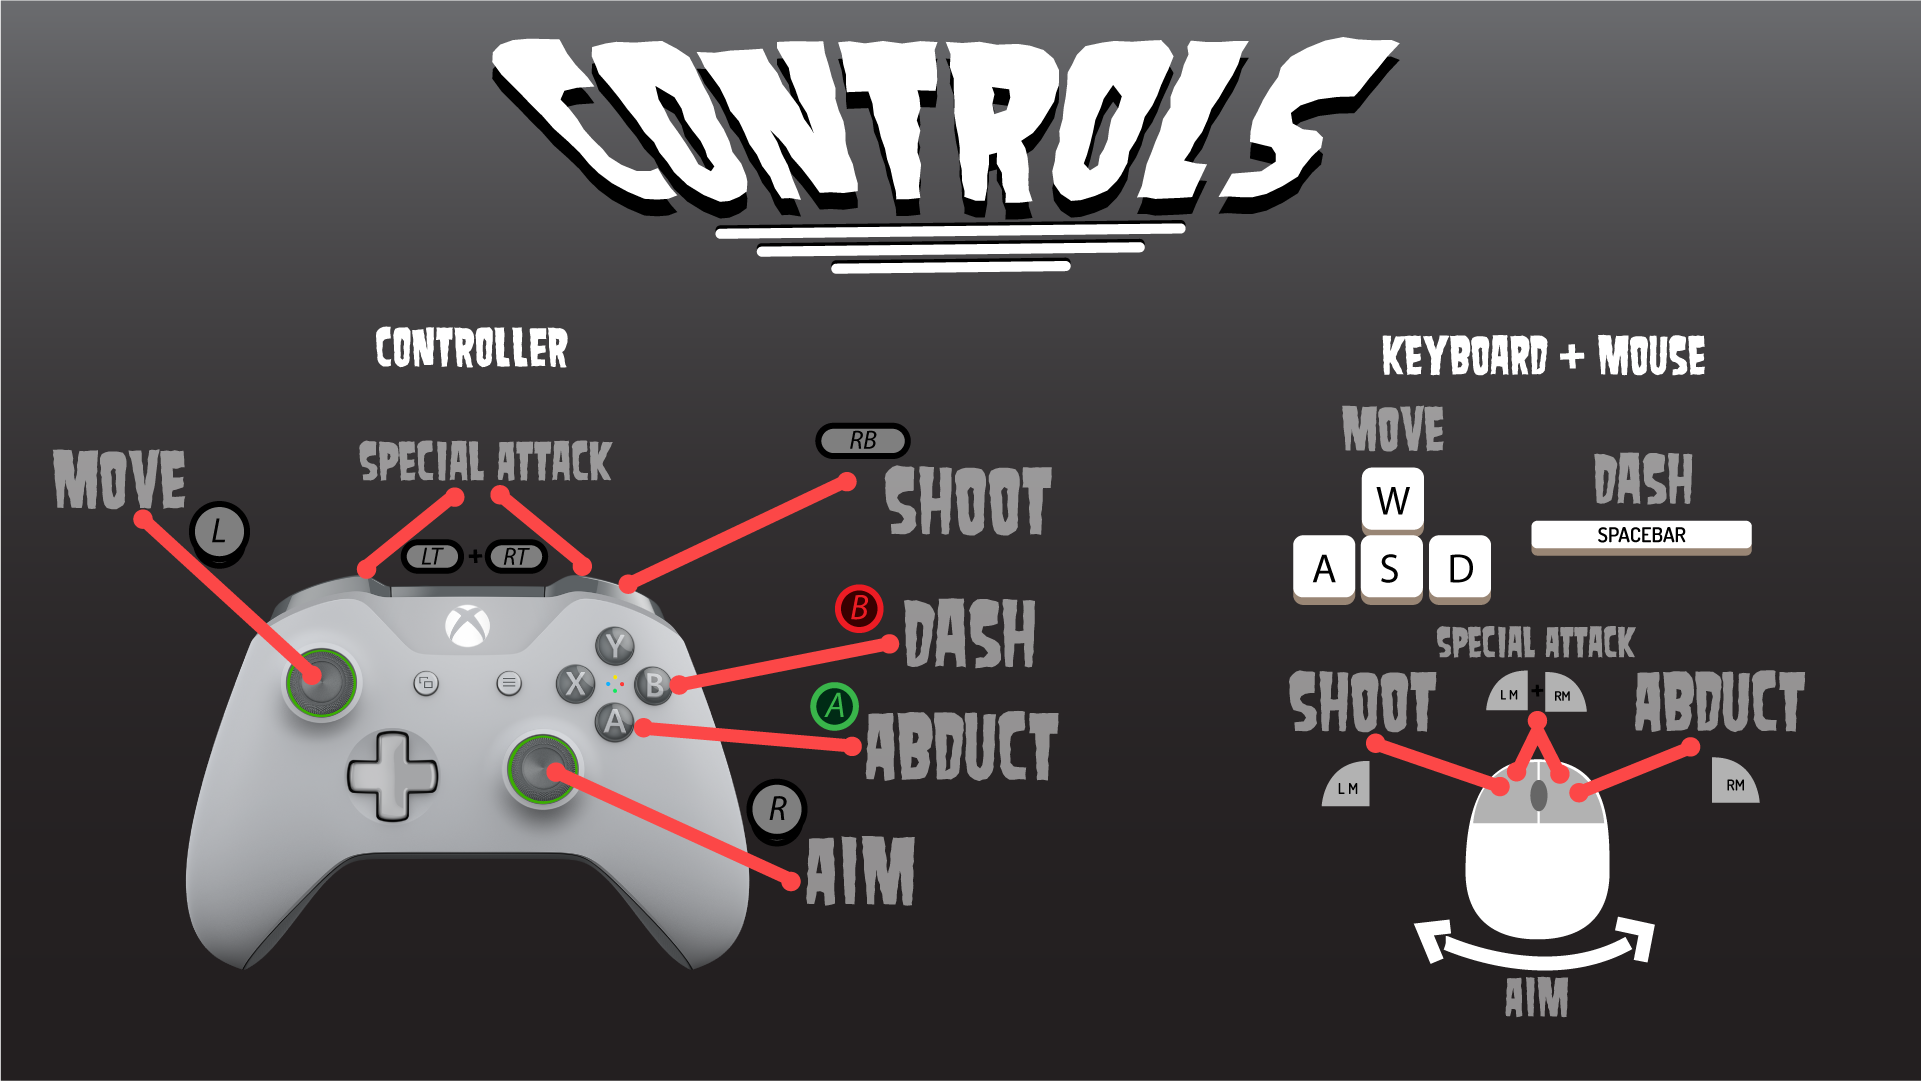 CONTROLS
CONTROLLER
KEYBOARD + MOUSE
MOVE
L
SPECIAL ATTACK
LT + RT
RB
SHOOT
B
DASH
A
ABDUCT
R
AIM
Y
X
B
A
MOVE
W
A S D
DASH
SPACEBAR
SPECIAL ATTACK
LM + RM
SHOOT
LM
ABDUCT
RM
AIM